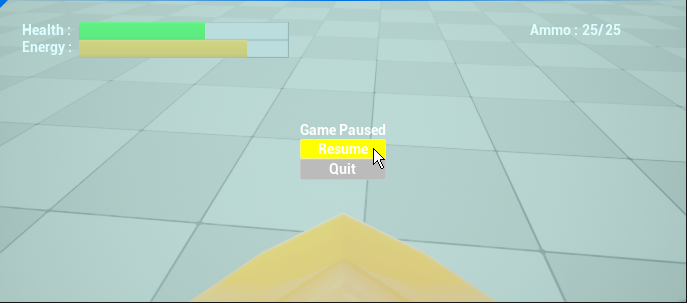 Health :
Energy :
Ammo : 25/25
Game Paused
Resume
Quit